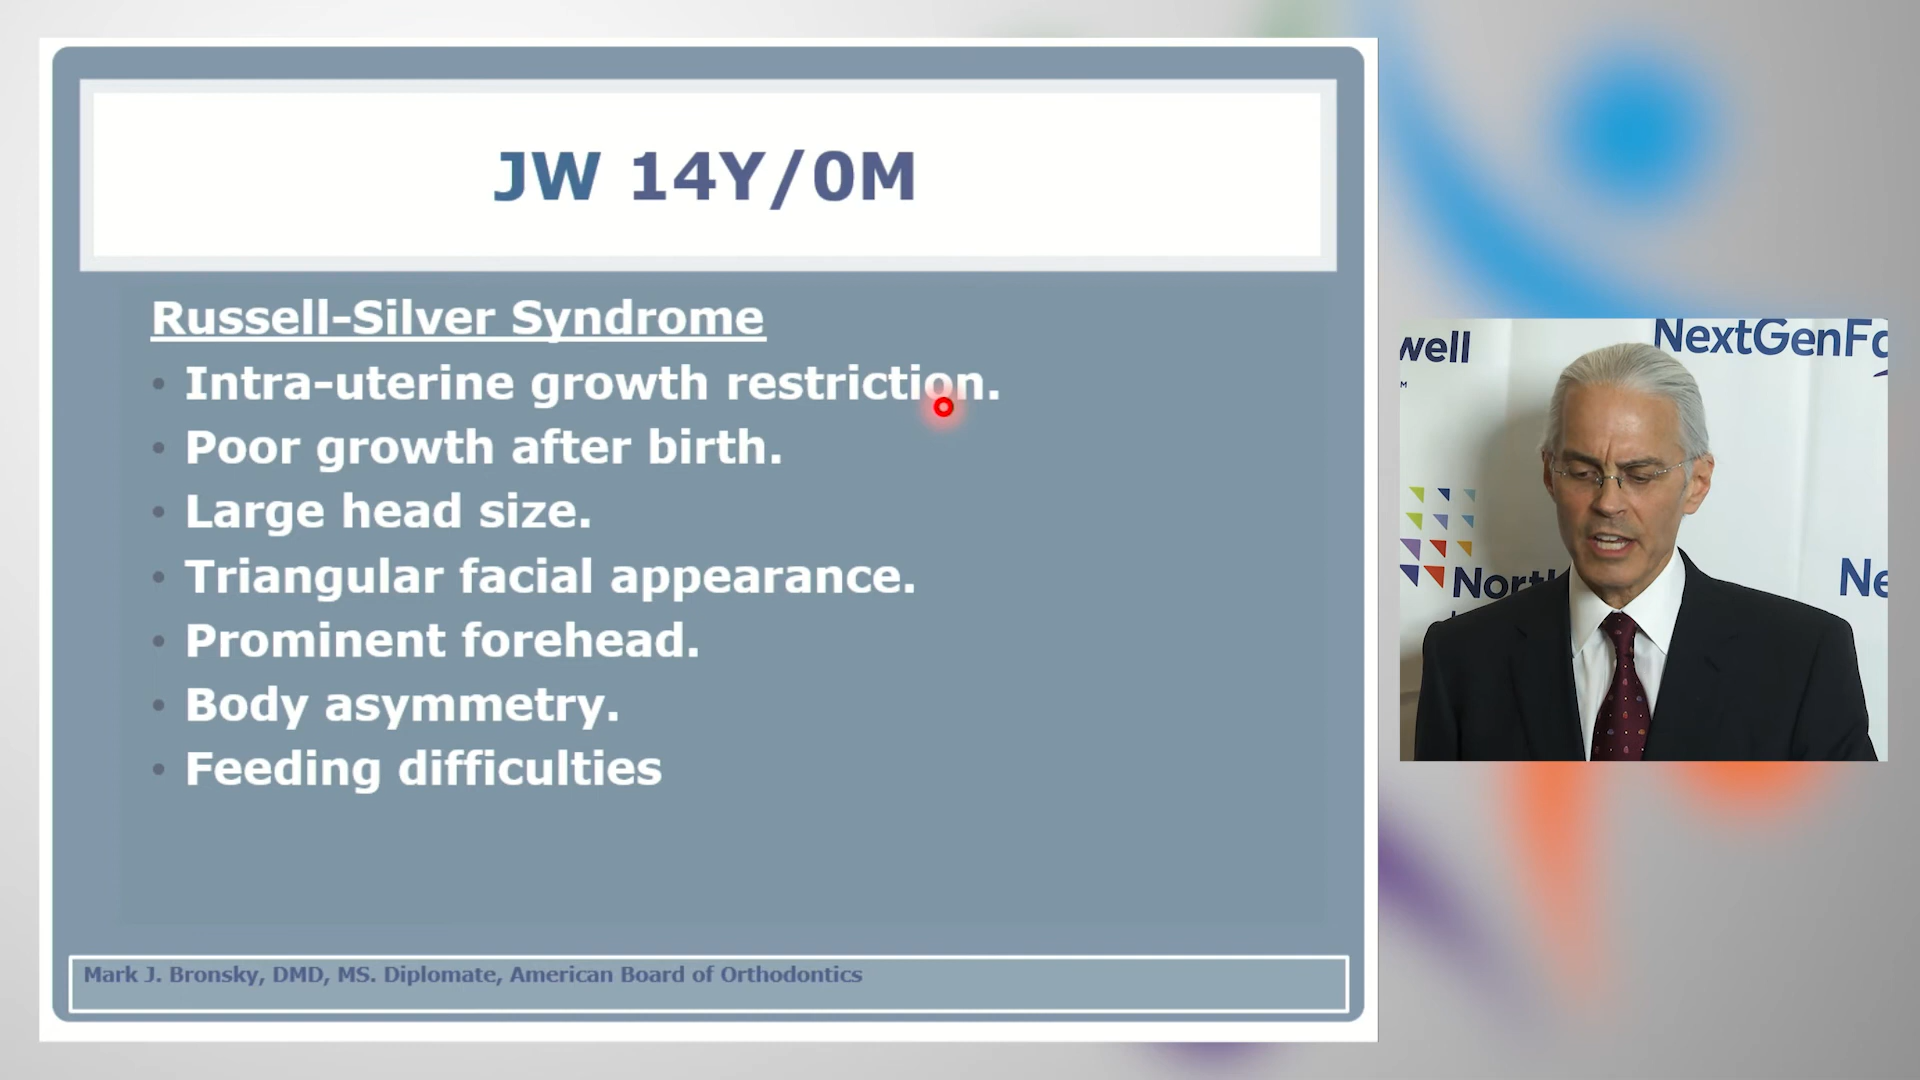 JW 14Y/0M
Russell-Silver Syndrome
• Intra-uterine growth restriction.
• Poor growth after birth.
• Large head size.
• Triangular facial appearance.
• Prominent forehead.
• Body asymmetry.
• Feeding difficulties
Mark J. Bronsky, DMD, MS. Diplomate, American Board of Orthodontics
well
NextGenFa
Nort
Ne